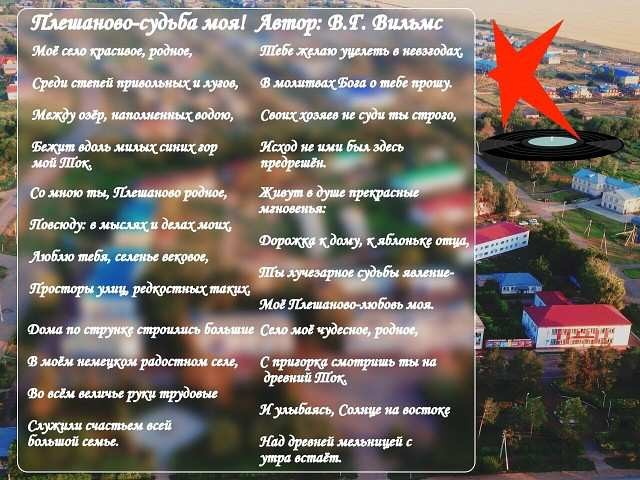 Плешаново-судьба моя! Автор: В.Г. Вильмс
Моё село красивое, родное,
Среди степей привольных и лугов,
Между озёр, наполненных водою,
Бежит вдоль милых синих гор
мой Ток.
Со мною ты, Плешаново родное,
Повсюду: в мыслях и делах моих,
Люблю тебя, селенье вековое,
Просторы улиц, редкостных таких.
Дома по струнке строились большие
В моём немецком радостном селе,
Во всём величье руки трудовые
Служили счастьем всей
большой семье.
Тебе желаю уцелеть в невзгодах,
В молитвах Бога о тебе прошу.
Своих хозяев не суди ты строго,
Исход не ими был здесь
предрешён.
Живут в душе прекрасные
мгновенья:
Дорожка к дому, к яблоньке отца,
Ты лучезарное судьбы явление-
Моё Плешаново-любовь моя.
Село моё чудесное, родное,
С пригорка смотришь ты на
древний Ток,
И улыбаясь, Солнце на востоке
Над древней мельницей с
утра встаёт.